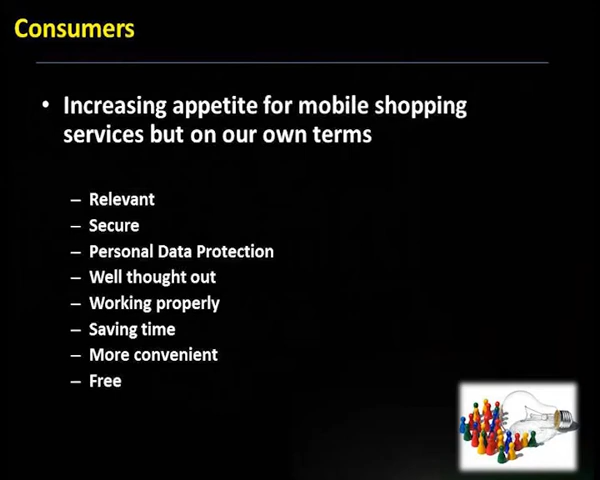 Consumers
• Increasing appetite for mobile shopping
services but on our own terms
– Relevant
– Secure
– Personal Data Protection
– Well thought out
– Working properly
– Saving time
– More convenient
– Free